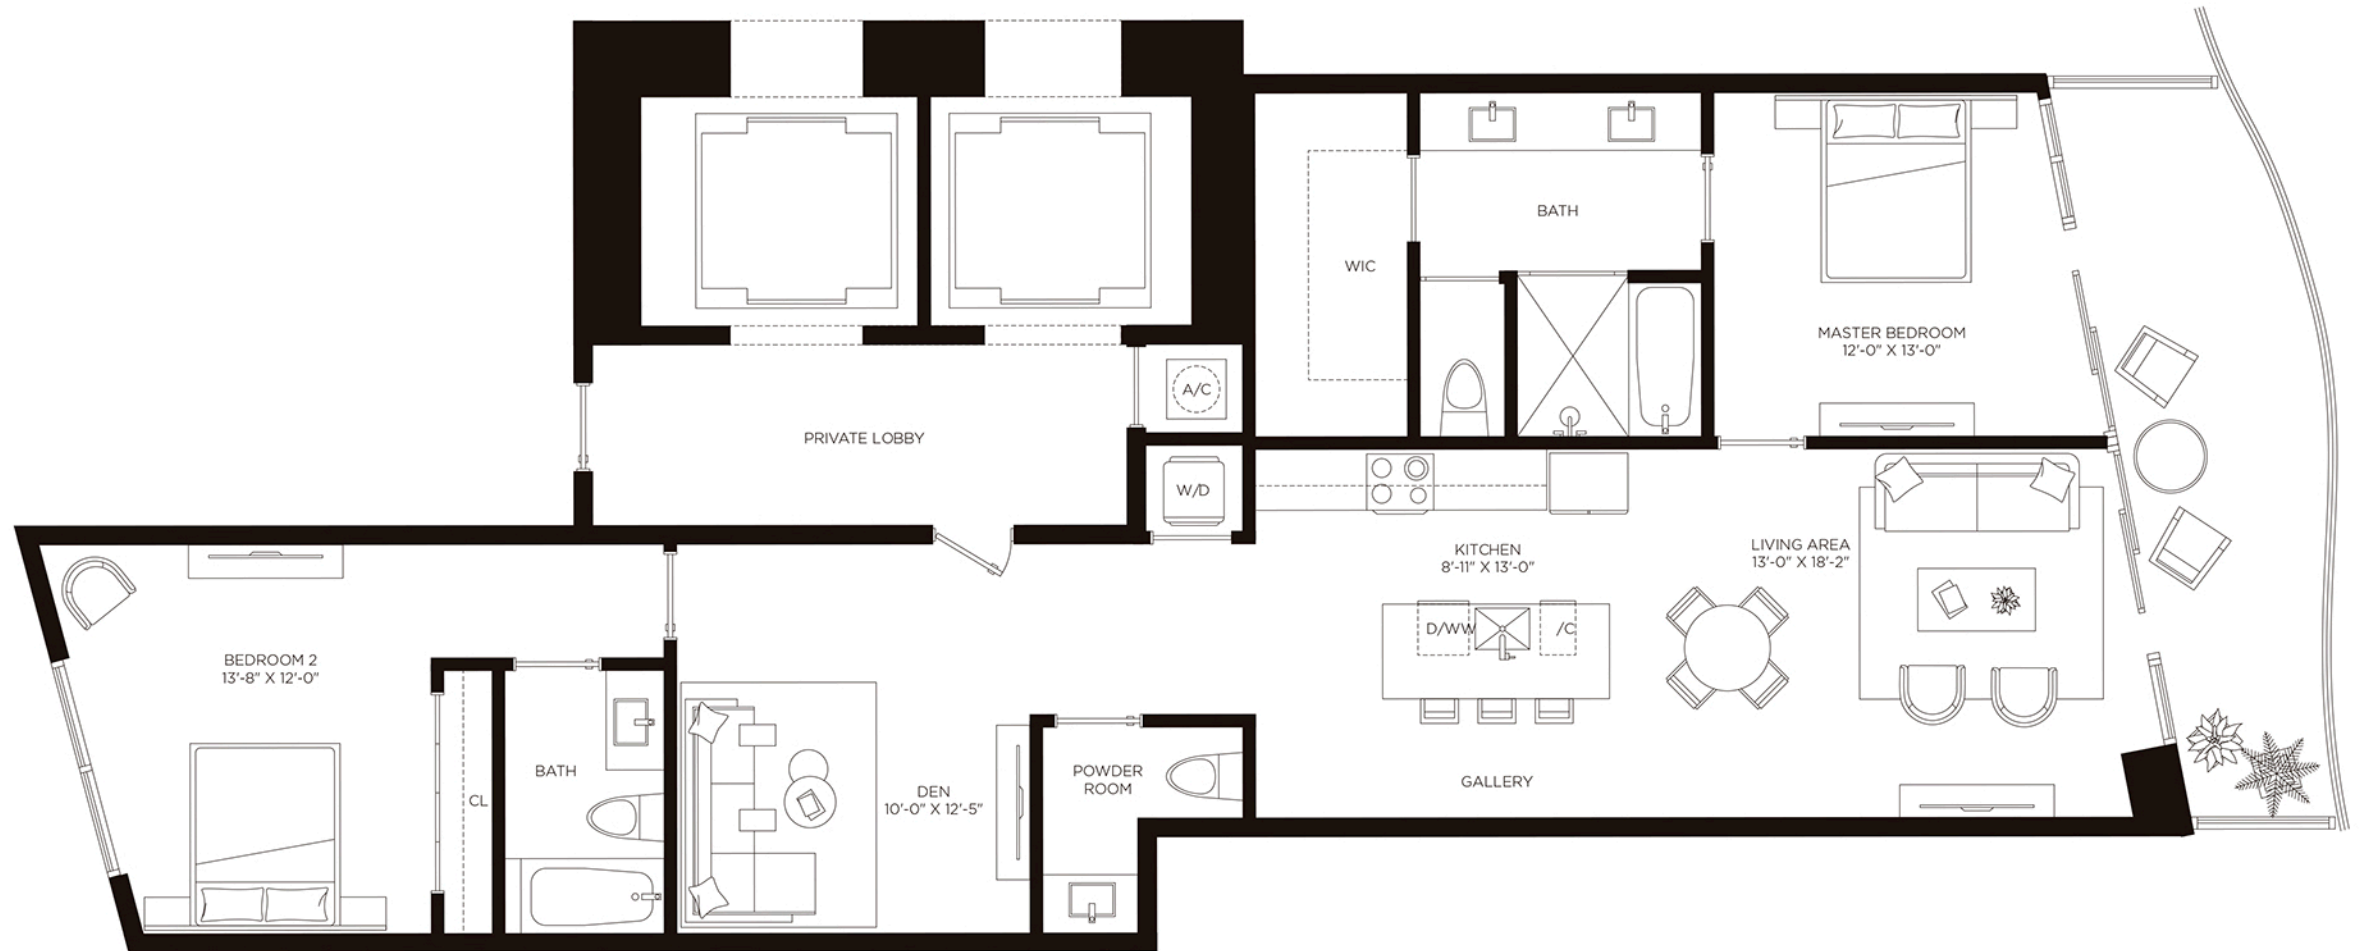 BATH
WIC
MASTER BEDROOM
12'-0" X 13'-0"
A/C
PRIVATE LOBBY
W/D
KITCHEN
8'-11" X 13'-0"
LIVING AREA
13'-0" X 18'-2"
D/WW
/C
BEDROOM 2
13'-8" X 12'-0"
BATH
CL
DEN
10'-0" X 12'-5"
POWDER
ROOM
GALLERY